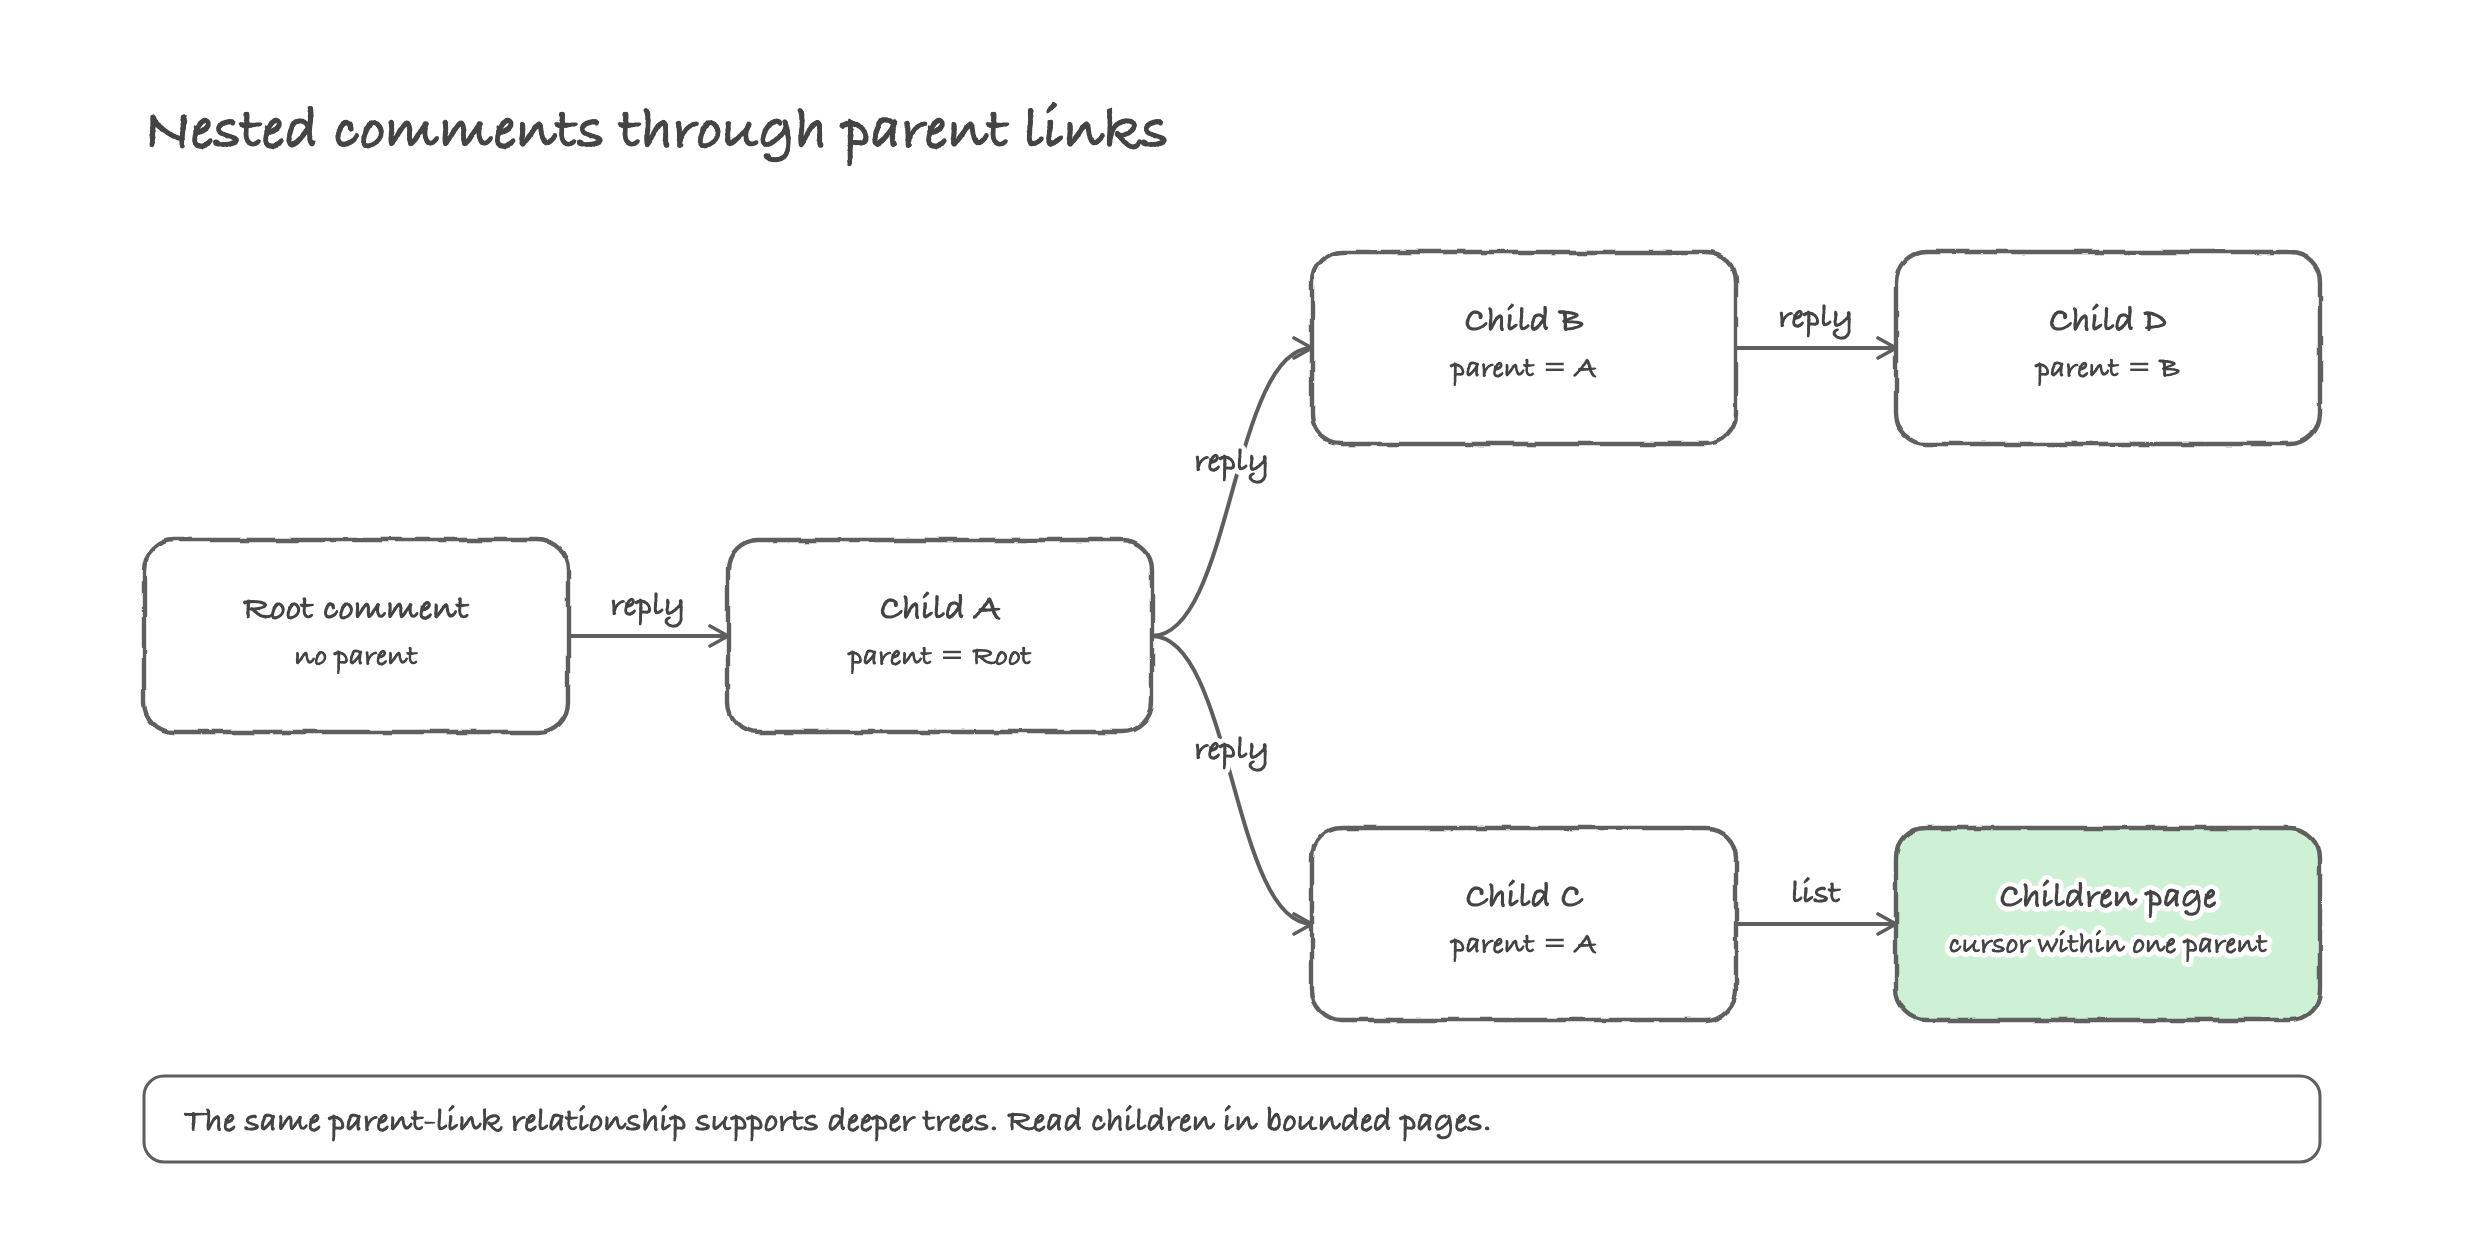 Nested comments through parent links
Root comment
no parent
reply
Child A
parent = Root
reply
Child B
parent = A
reply
Child D
parent = B
reply
Child C
parent = A
list
Children page
cursor within one parent
The same parent-link relationship supports deeper trees. Read children in bounded pages.